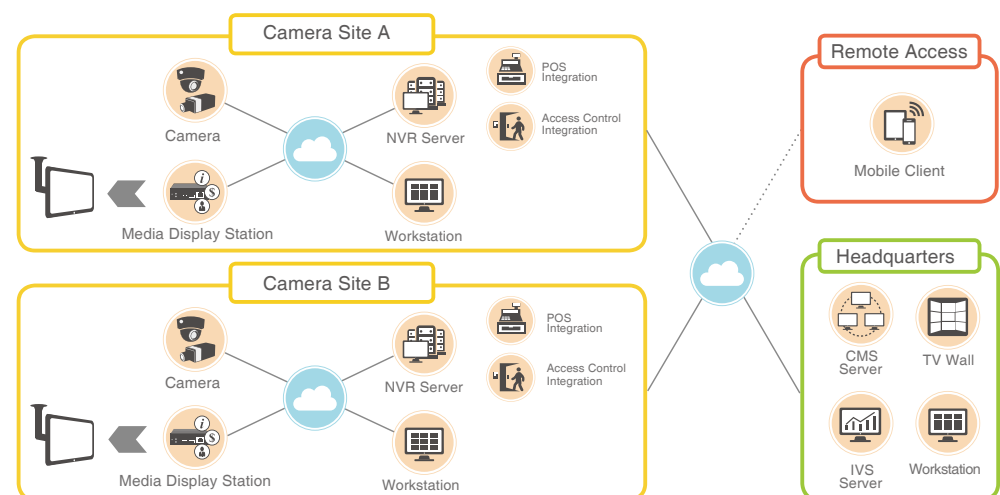 Camera Site A
Camera
NVR Server
POS
Integration
Access Control
Integration
i
$
Media Display Station
Workstation
Camera Site B
Camera
NVR Server
POS
Integration
Access Control
Integration
i
$
Media Display Station
Workstation
Remote Access
Mobile Client
Headquarters
CMS
Server
TV Wall
IVS
Server
Workstation